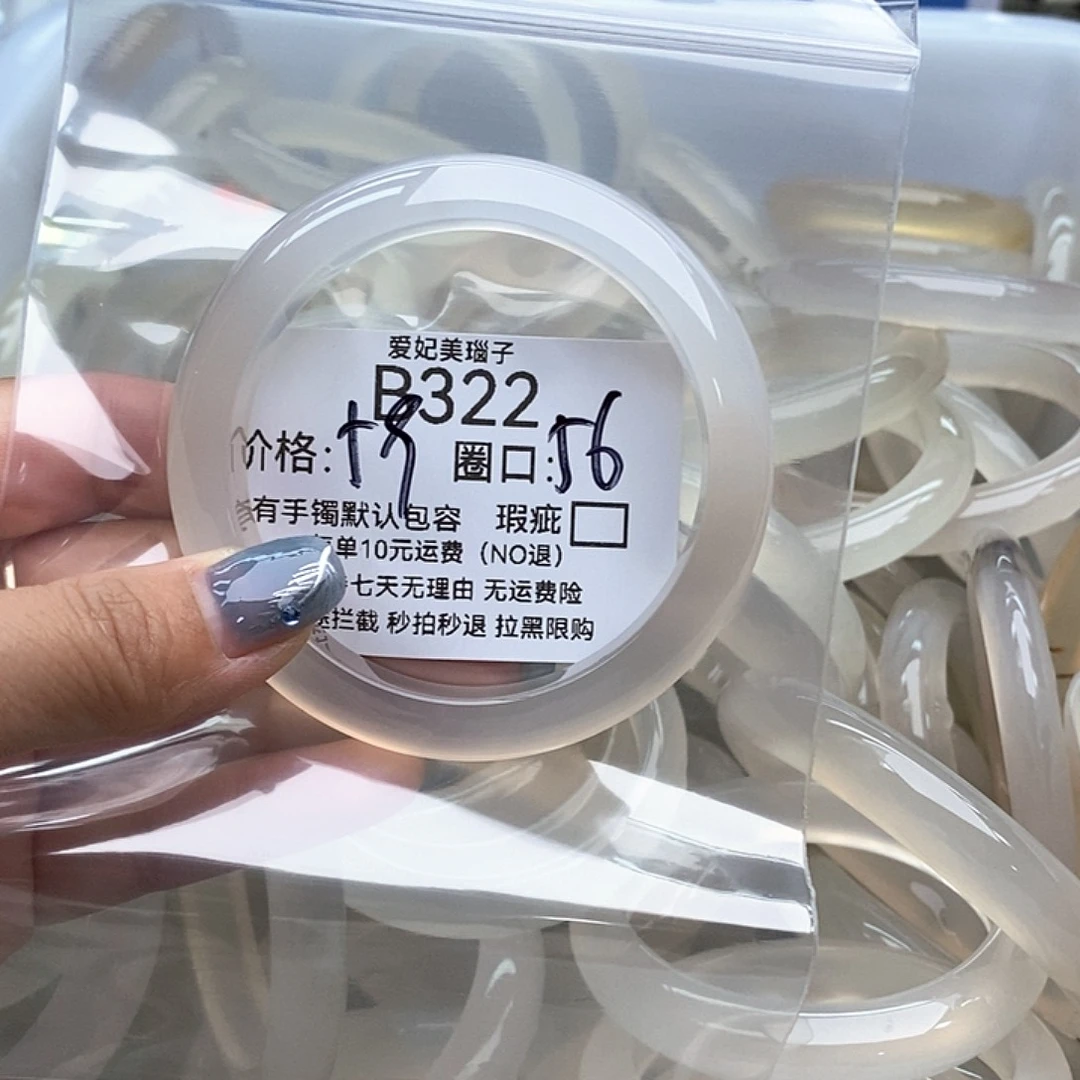 爱妃美瑙子
B322
价格:59 圈口:56
有手镯默认包容 瑕疵
单10元运费（NO退）
七天无理由 无运费险
拦截 秒拍秒退 拉黑限购